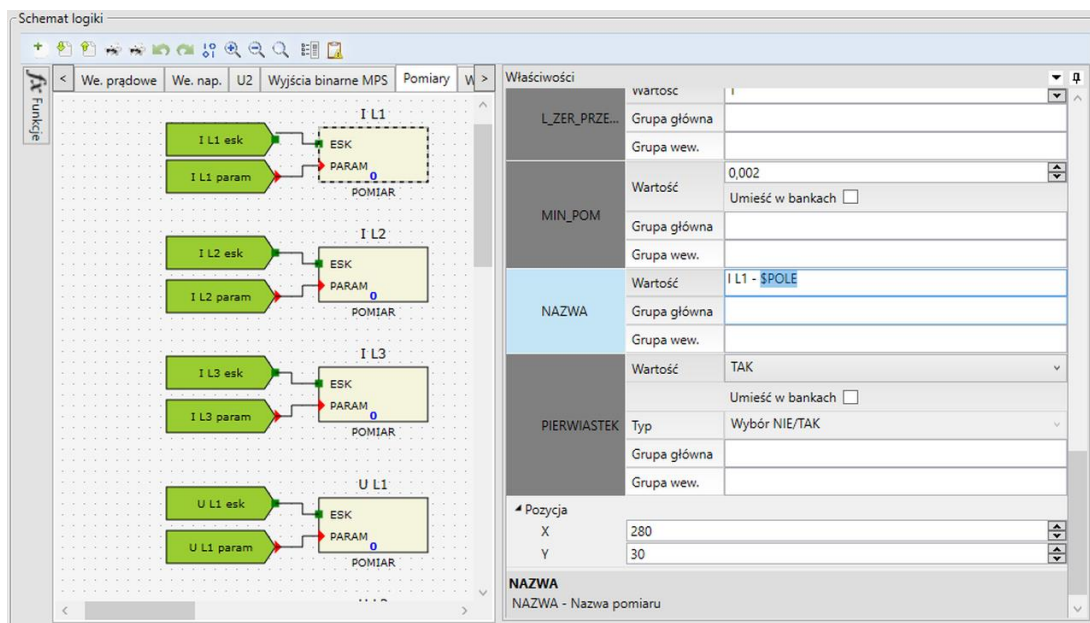 Schemat logiki
fx Funkcje
< We. prądowe We. nap. U2 Wyjścia binarne MPS Pomiary W >
I L1
I L1 esk
ESK
I L1 param
PARAM
0
POMIAR
I L2
I L2 esk
ESK
I L2 param
PARAM
0
POMIAR
I L3
I L3 esk
ESK
I L3 param
PARAM
0
POMIAR
U L1
U L1 esk
ESK
U L1 param
PARAM
0
POMIAR
Właściwości
L_ZER_PRZE...
Wartość
Grupa główna
Grupa wew.
MIN_POM
Wartość 0,002
Umieść w bankach
Grupa główna
Grupa wew.
NAZWA
Wartość I L1 - $POLE
Grupa główna
Grupa wew.
PIERWIASTEK
Wartość TAK
Umieść w bankach
Typ Wybór NIE/TAK
Grupa główna
Grupa wew.
Pozycja
X 280
Y 30
NAZWA
NAZWA - Nazwa pomiaru